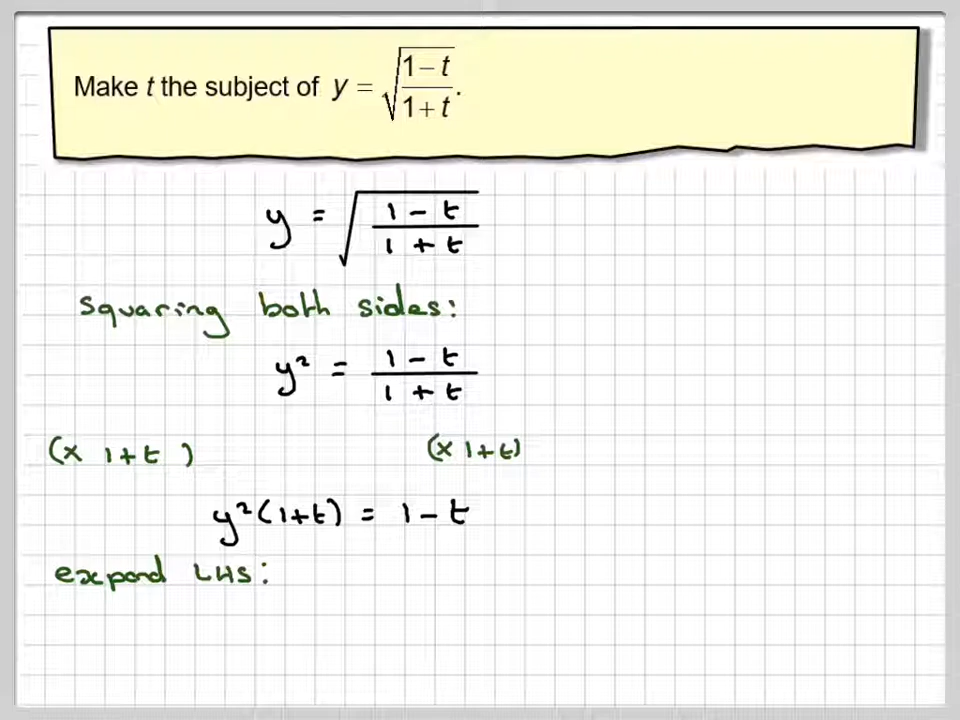 Make t the subject of y = √((1 − t)/(1 + t)).
y = √((1 − t)/(1 + t))
Squaring both sides:
y² = (1 − t)/(1 + t)
(× 1+t ) (× 1+t)
y²(1+t) = 1 − t
expand LHS: